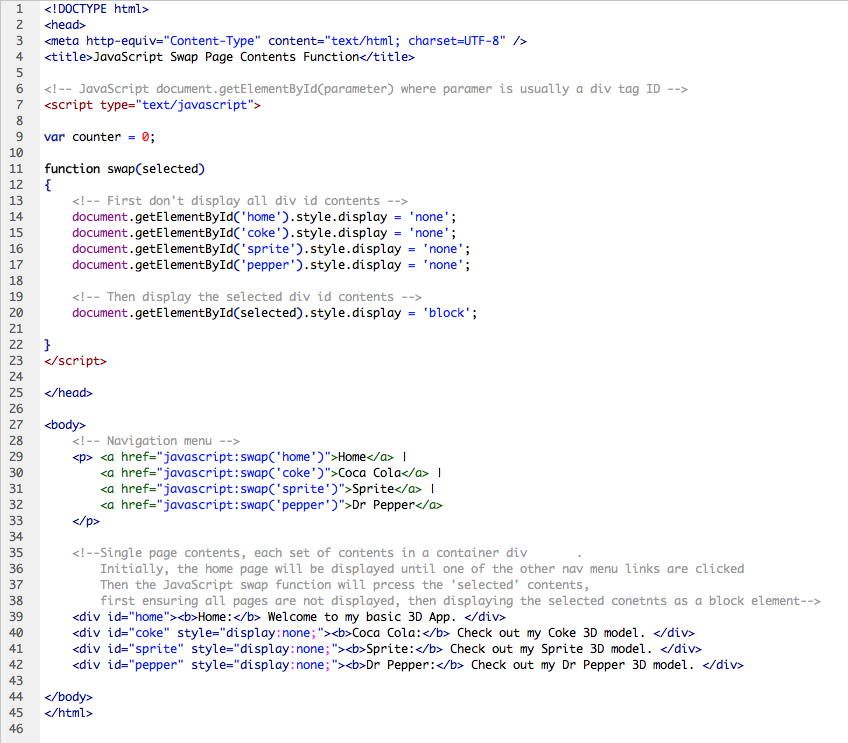 1 <!DOCTYPE html>
2 <head>
3 <meta http-equiv="Content-Type" content="text/html; charset=UTF-8" />
4 <title>JavaScript Swap Page Contents Function</title>
5
6 <!-- JavaScript document.getElementById(parameter) where paramer is usually a div tag ID -->
7 <script type="text/javascript">
8
9 var counter = 0;
10
11 function swap(selected)
12 {
13     <!-- First don't display all div id contents -->
14     document.getElementById('home').style.display = 'none';
15     document.getElementById('coke').style.display = 'none';
16     document.getElementById('sprite').style.display = 'none';
17     document.getElementById('pepper').style.display = 'none';
18
19     <!-- Then display the selected div id contents -->
20     document.getElementById(selected).style.display = 'block';
21
22 }
23 </script>
24
25 </head>
26
27 <body>
28     <!-- Navigation menu -->
29     <p> <a href="javascript:swap('home')">Home</a> |
30         <a href="javascript:swap('coke')">Coca Cola</a> |
31         <a href="javascript:swap('sprite')">Sprite</a> |
32         <a href="javascript:swap('pepper')">Dr Pepper</a>
33     </p>
34
35     <!--Single page contents, each set of contents in a container div       .
36         Initially, the home page will be displayed until one of the other nav menu links are clicked
37         Then the JavaScript swap function will prcess the 'selected' contents,
38         first ensuring all pages are not displayed, then displaying the selected conetnts as a block element-->
39     <div id="home"><b>Home:</b> Welcome to my basic 3D App. </div>
40     <div id="coke" style="display:none;"><b>Coca Cola:</b> Check out my Coke 3D model. </div>
41     <div id="sprite" style="display:none;"><b>Sprite:</b> Check out my Sprite 3D model. </div>
42     <div id="pepper" style="display:none;"><b>Dr Pepper:</b> Check out my Dr Pepper 3D model. </div>
43
44 </body>
45 </html>
46